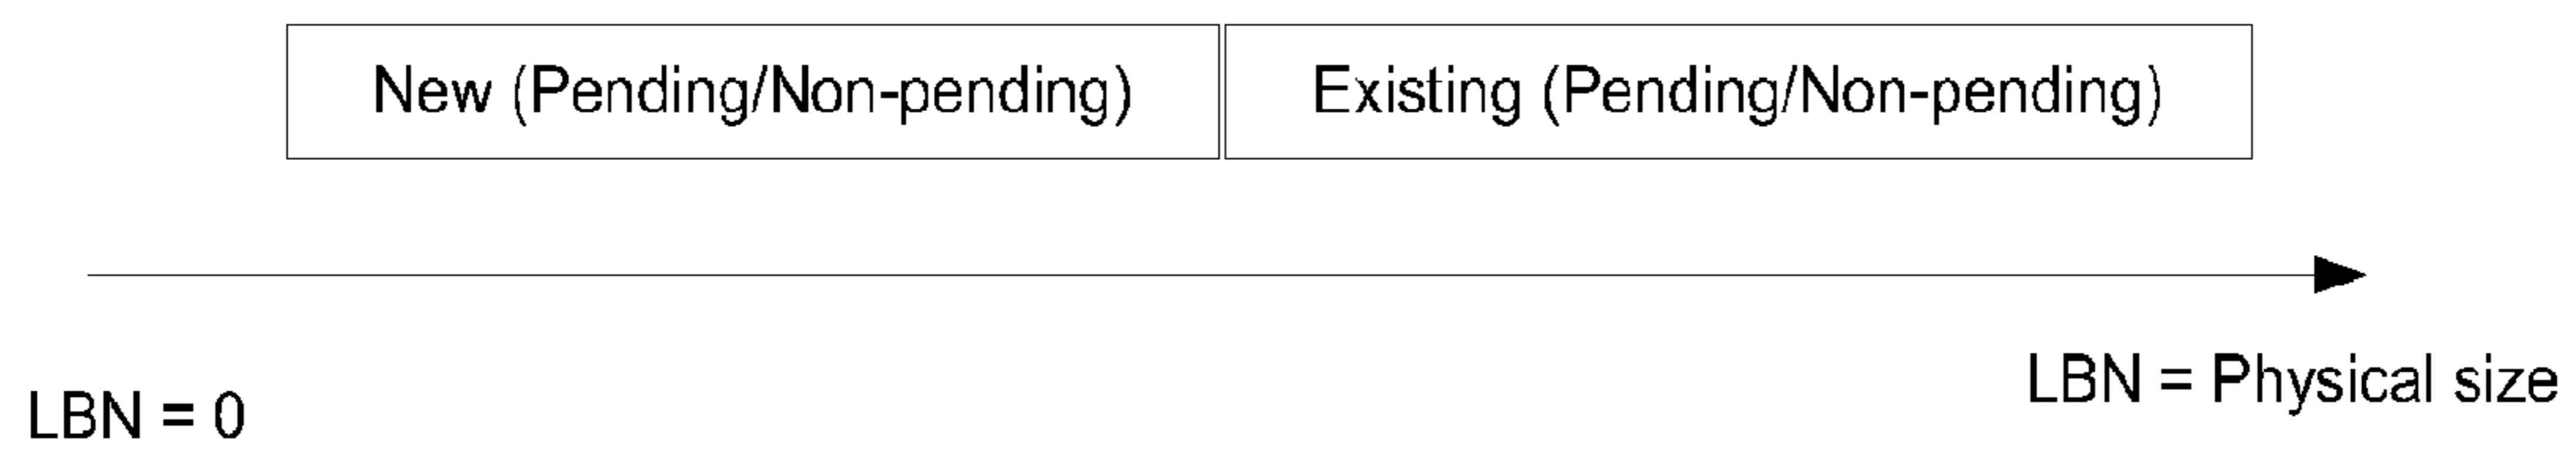 New (Pending/Non-pending)
Existing (Pending/Non-pending)
LBN = 0
LBN = Physical size